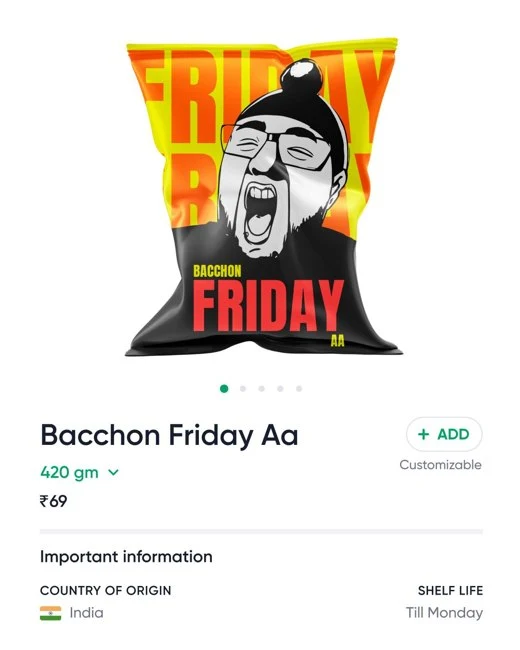 FRIDAY
BACCHON
FRIDAY
AA
Bacchon Friday Aa
+ ADD
420 gm
Customizable
₹69
Important information
COUNTRY OF ORIGIN
SHELF LIFE
India
Till Monday